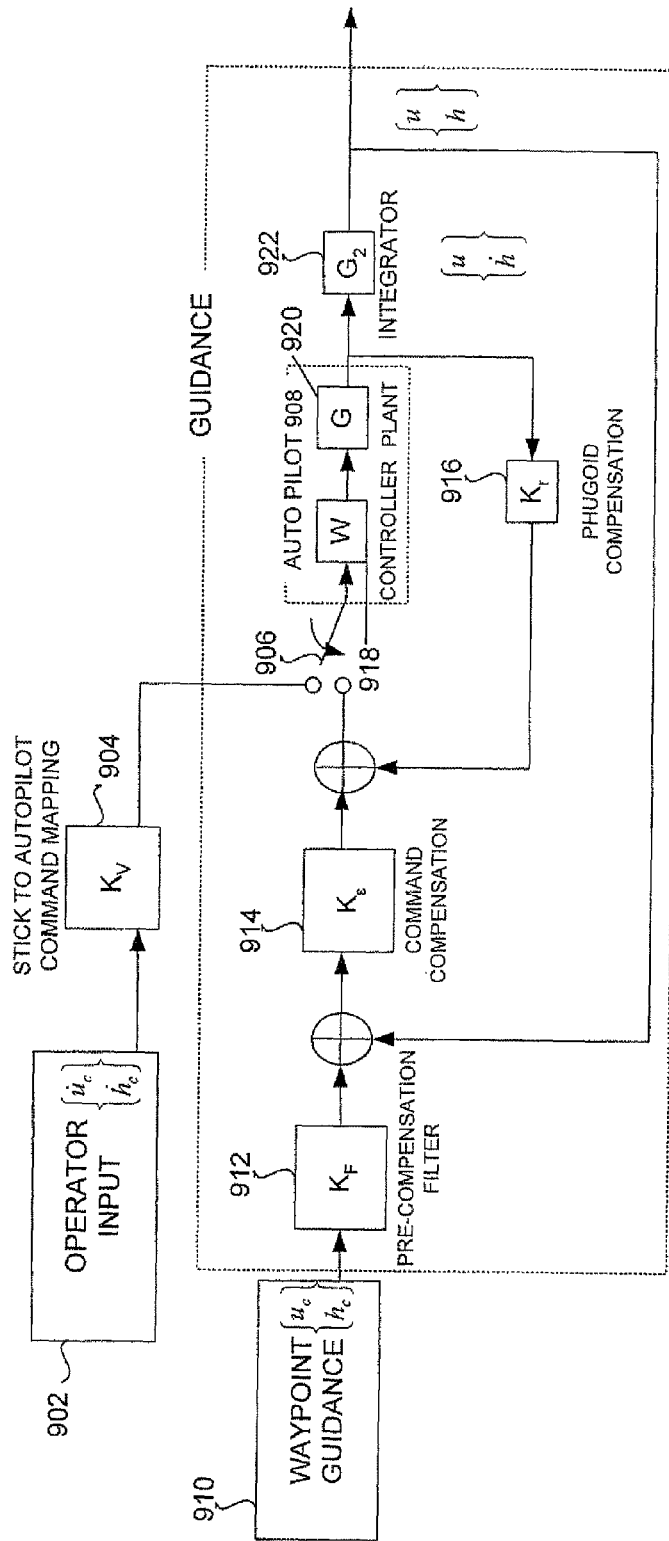 STICK TO AUTOPILOT
COMMAND MAPPING
904
K_V
OPERATOR
INPUT
{u̇_c
ḣ_c}
902
GUIDANCE
906
918
AUTO PILOT 908
CONTROLLER PLANT
W
G
920
922
G_2
INTEGRATOR
{u
h}
{u
ḣ}
916
K_r
PHUGOID
COMPENSATION
914
K_ε
COMMAND
COMPENSATION
912
K_F
PRE-COMPENSATION
FILTER
910
WAYPOINT
GUIDANCE
{u_c
h_c}